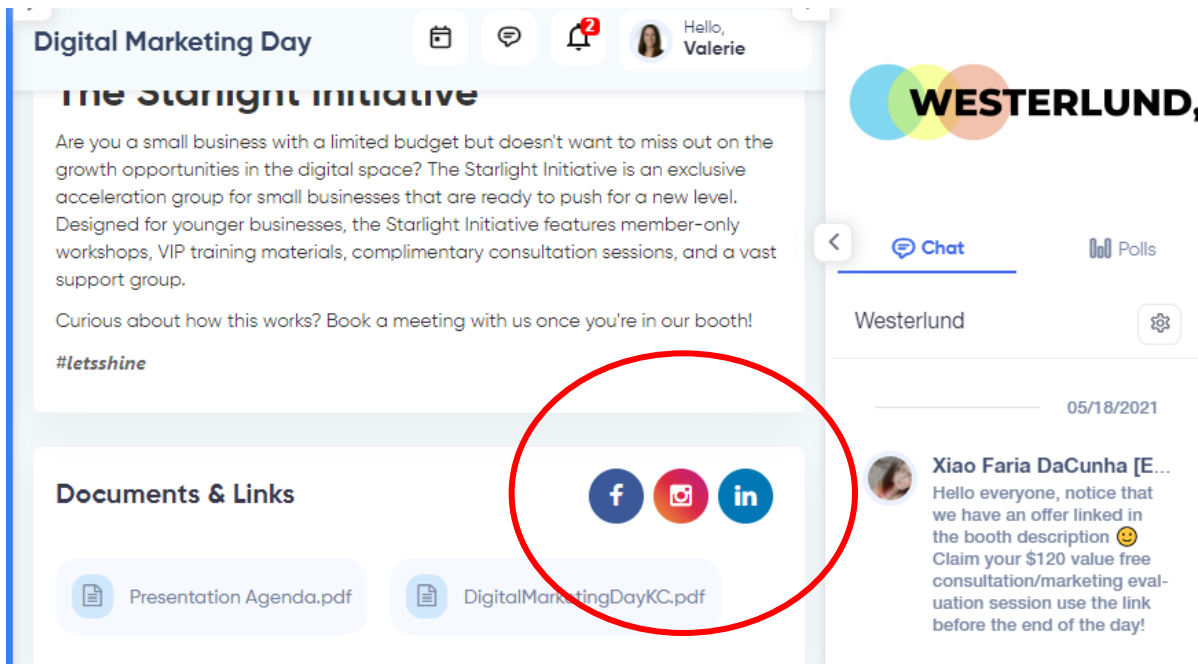 Digital Marketing Day
2
Hello,
Valerie
The Starlight Initiative
Are you a small business with a limited budget but doesn't want to miss out on the
growth opportunities in the digital space? The Starlight Initiative is an exclusive
acceleration group for small businesses that are ready to push for a new level.
Designed for younger businesses, the Starlight Initiative features member-only
workshops, VIP training materials, complimentary consultation sessions, and a vast
support group.
Curious about how this works? Book a meeting with us once you're in our booth!
#letsshine
Documents & Links
f
in
Presentation Agenda.pdf
DigitalMarketingDayKC.pdf
WESTERLUND,
Chat
Polls
Westerlund
05/18/2021
Xiao Faria DaCunha [E...
Hello everyone, notice that
we have an offer linked in
the booth description 🙂
Claim your $120 value free
consultation/marketing eval-
uation session use the link
before the end of the day!